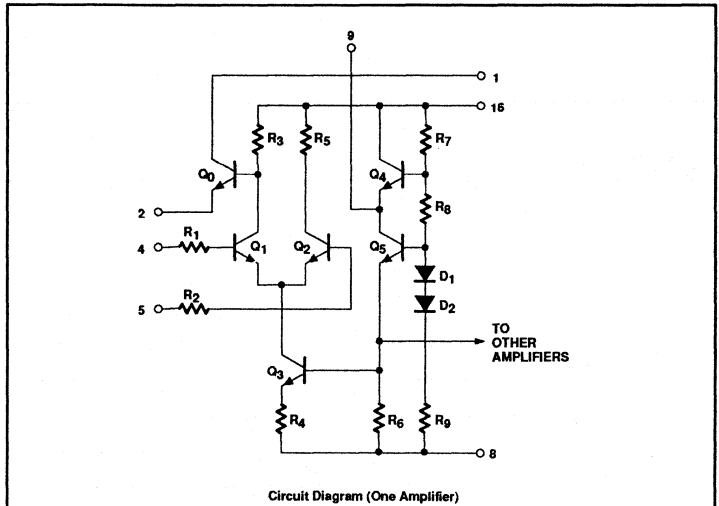 9
1
16
R3
R5
R7
Q0
Q4
R8
2
R1
4
Q1
Q2
Q5
D1
R2
5
D2
TO
OTHER
AMPLIFIERS
Q3
R4
R6
R9
8
Circuit Diagram (One Amplifier)